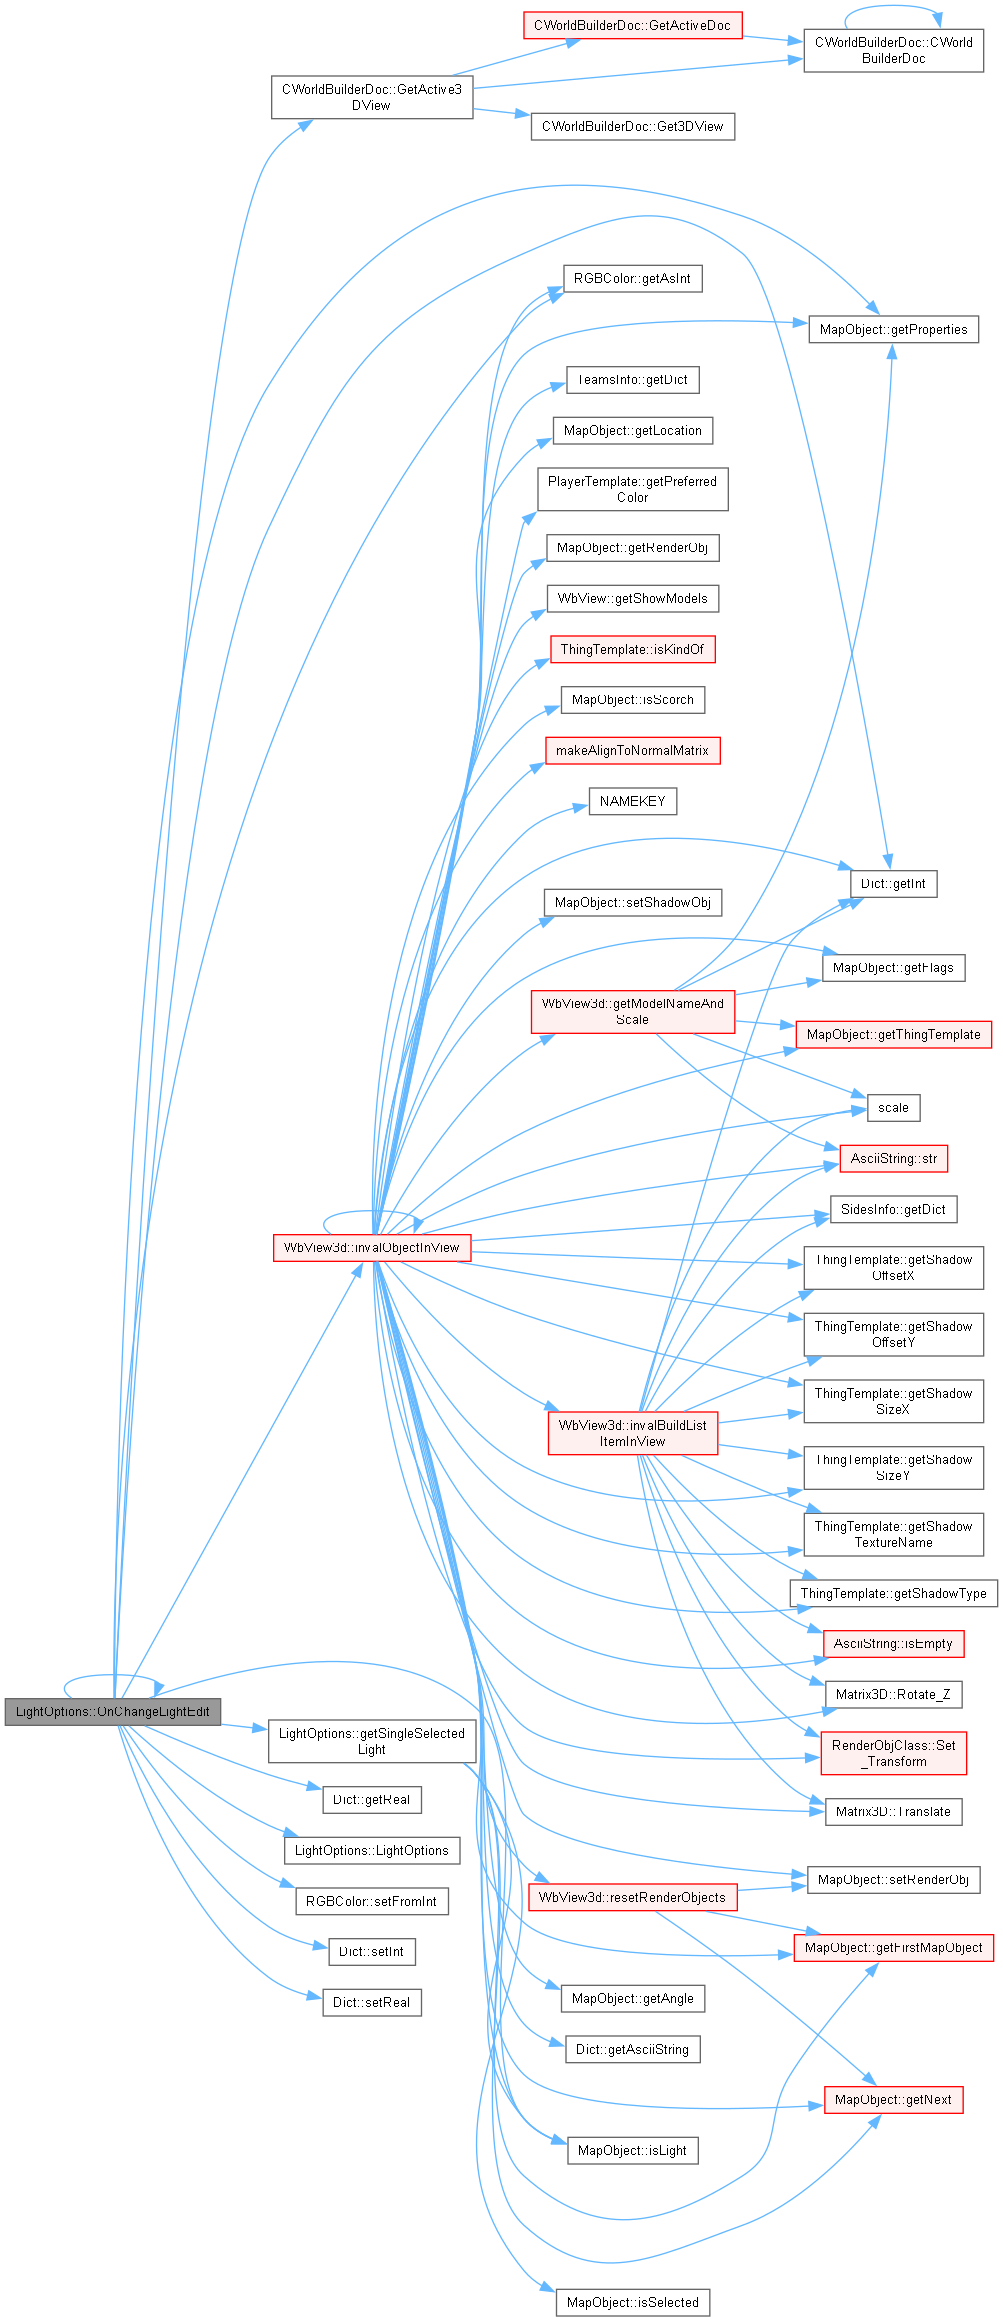 CWorldBuilderDoc::GetActiveDoc
CWorldBuilderDoc::CWorld
BuilderDoc
CWorldBuilderDoc::GetActive3
DView
CWorldBuilderDoc::Get3DView
RGBColor::getAsInt
MapObject::getProperties
TeamsInfo::getDict
MapObject::getLocation
PlayerTemplate::getPreferred
Color
MapObject::getRenderObj
WbView::getShowModels
ThingTemplate::isKindOf
MapObject::isScorch
makeAlignToNormalMatrix
NAMEKEY
Dict::getInt
MapObject::setShadowObj
MapObject::getFlags
WbView3d::getModelNameAnd
Scale
MapObject::getThingTemplate
scale
AsciiString::str
SidesInfo::getDict
WbView3d::invalObjectInView
ThingTemplate::getShadow
OffsetX
ThingTemplate::getShadow
OffsetY
ThingTemplate::getShadow
SizeX
WbView3d::invalBuildList
ItemInView
ThingTemplate::getShadow
SizeY
ThingTemplate::getShadow
TextureName
ThingTemplate::getShadowType
AsciiString::isEmpty
Matrix3D::Rotate_Z
LightOptions::OnChangeLightEdit
LightOptions::getSingleSelected
Light
RenderObjClass::Set
_Transform
Dict::getReal
Matrix3D::Translate
LightOptions::LightOptions
MapObject::setRenderObj
RGBColor::setFromInt
WbView3d::resetRenderObjects
Dict::setInt
MapObject::getFirstMapObject
Dict::setReal
MapObject::getAngle
Dict::getAsciiString
MapObject::getNext
MapObject::isLight
MapObject::isSelected